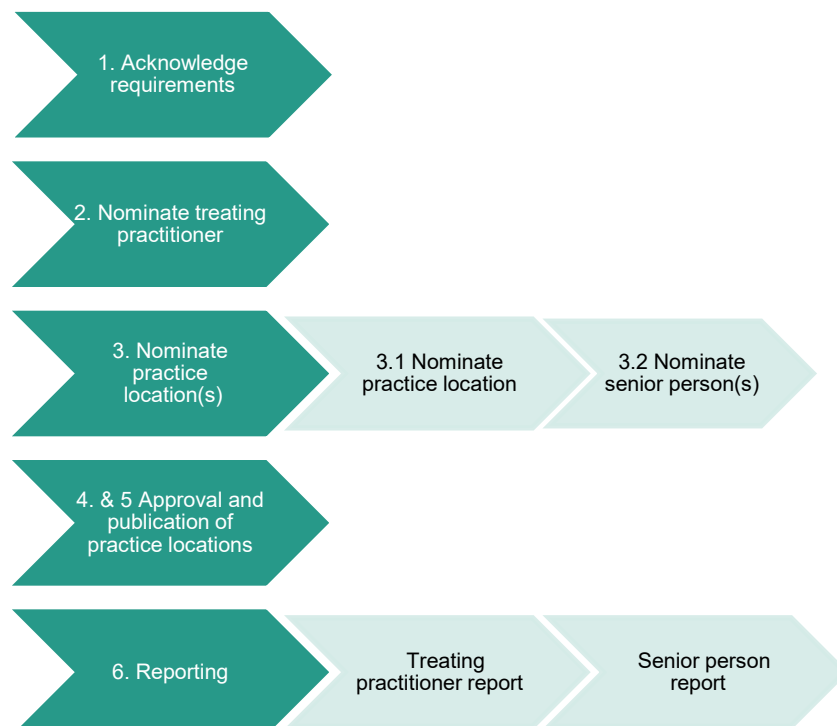 1. Acknowledge
requirements
2. Nominate treating
practitioner
3. Nominate
practice
location(s)
3.1 Nominate
practice location
3.2 Nominate
senior person(s)
4. & 5 Approval and
publication of
practice locations
6. Reporting
Treating
practitioner report
Senior person
report